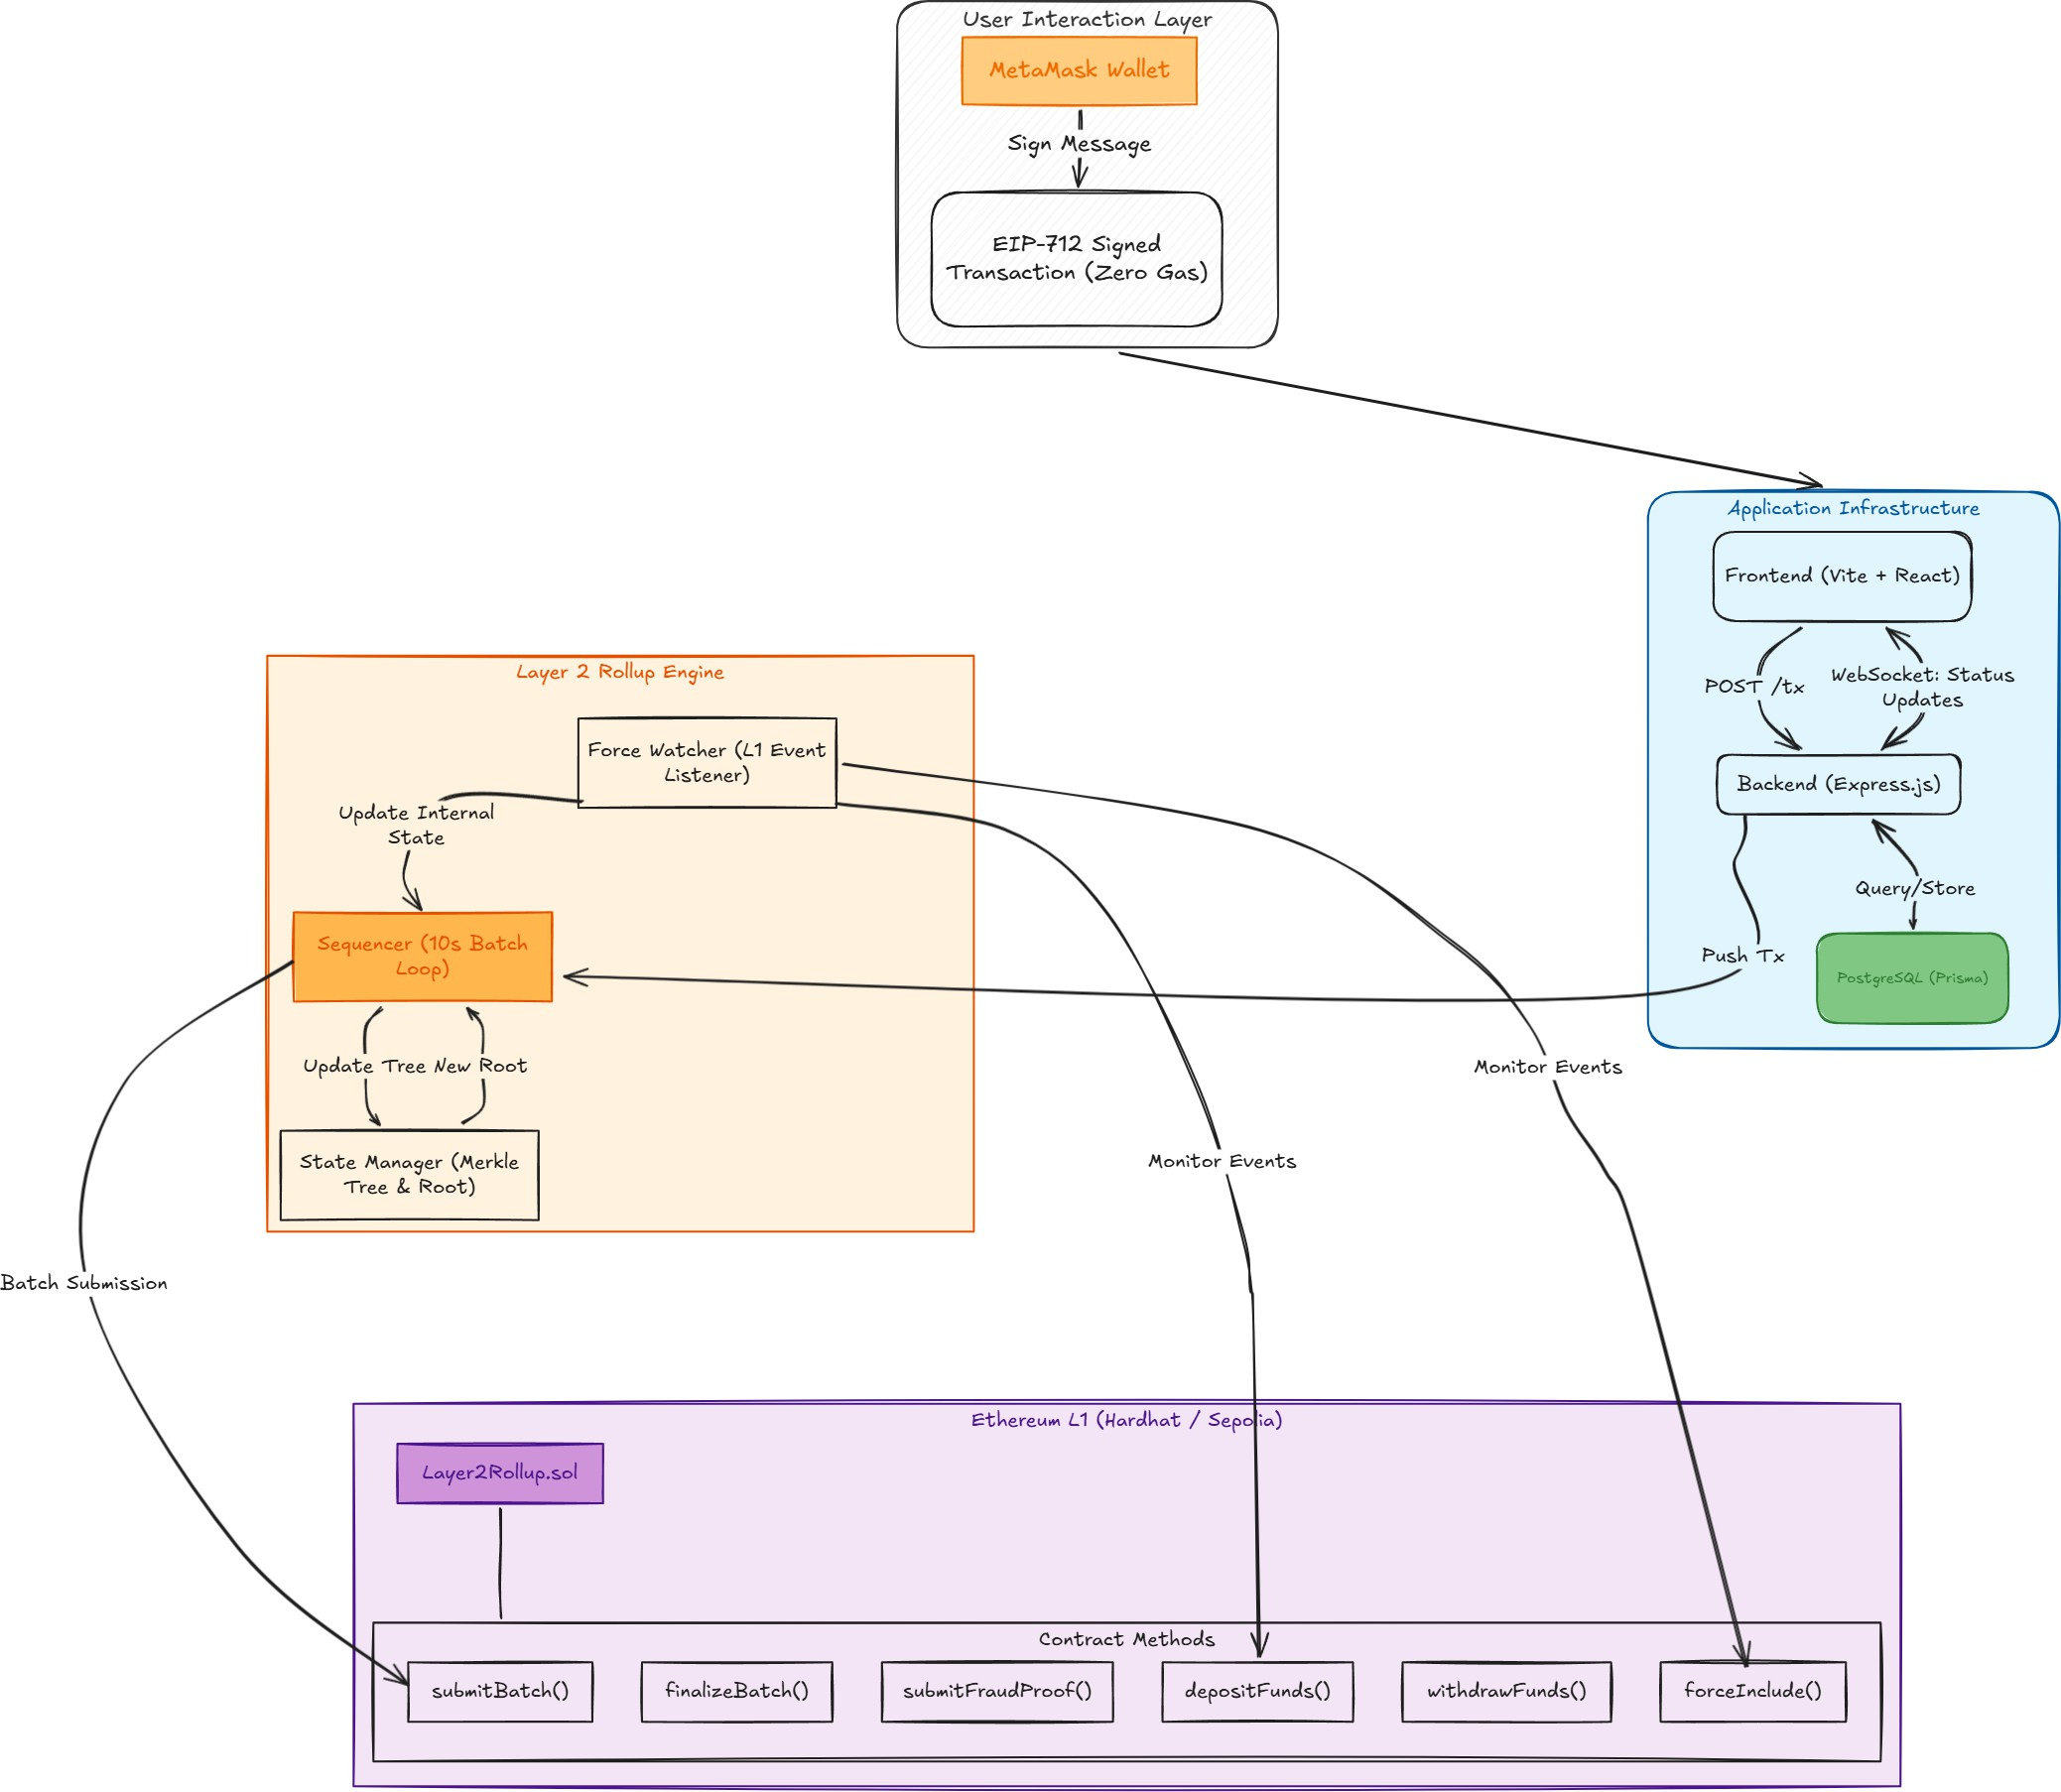 User Interaction Layer
MetaMask Wallet
Sign Message
EIP-712 Signed
Transaction (Zero Gas)
Application Infrastructure
Frontend (Vite + React)
POST /tx
WebSocket: Status
Updates
Backend (Express.js)
Query/Store
Push Tx
PostgreSQL (Prisma)
Layer 2 Rollup Engine
Force Watcher (L1 Event
Listener)
Update Internal
State
Sequencer (10s Batch
Loop)
Update Tree
New Root
State Manager (Merkle
Tree & Root)
Monitor Events
Monitor Events
Batch Submission
Ethereum L1 (Hardhat / Sepolia)
Layer2Rollup.sol
Contract Methods
submitBatch()
finalizeBatch()
submitFraudProof()
depositFunds()
withdrawFunds()
forceInclude()